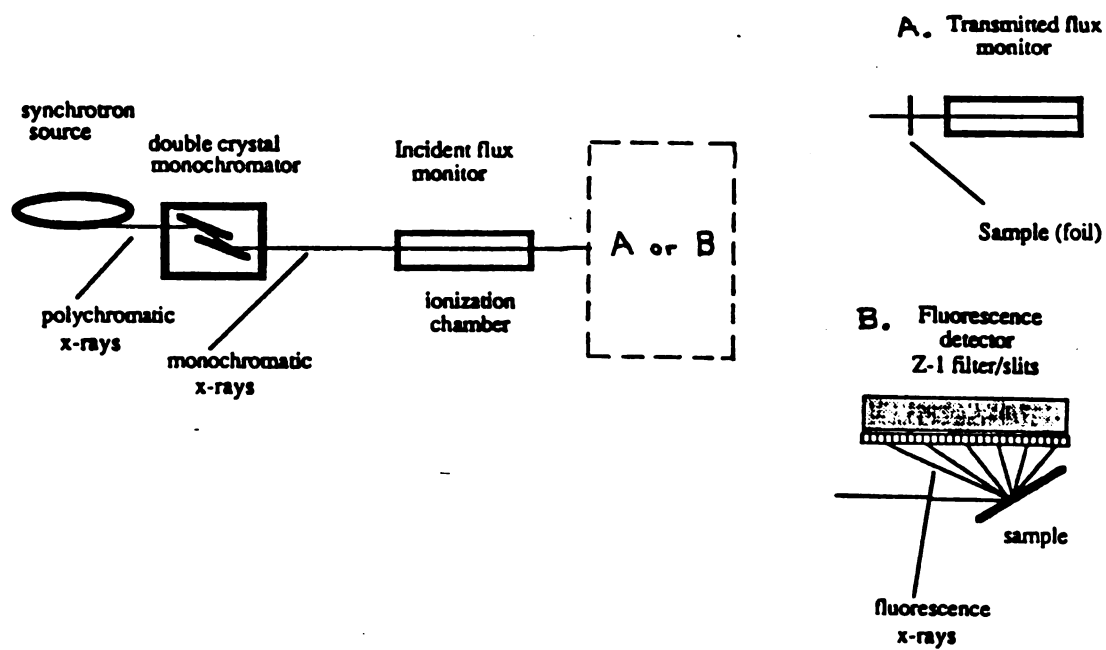 synchrotron
source
double crystal
monochromator
Incident flux
monitor
A or B
polychromatic
x-rays
monochromatic
x-rays
ionization
chamber
A. Transmitted flux
monitor
Sample (foil)
B. Fluorescence
detector
Z-1 filter/slits
sample
fluorescence
x-rays